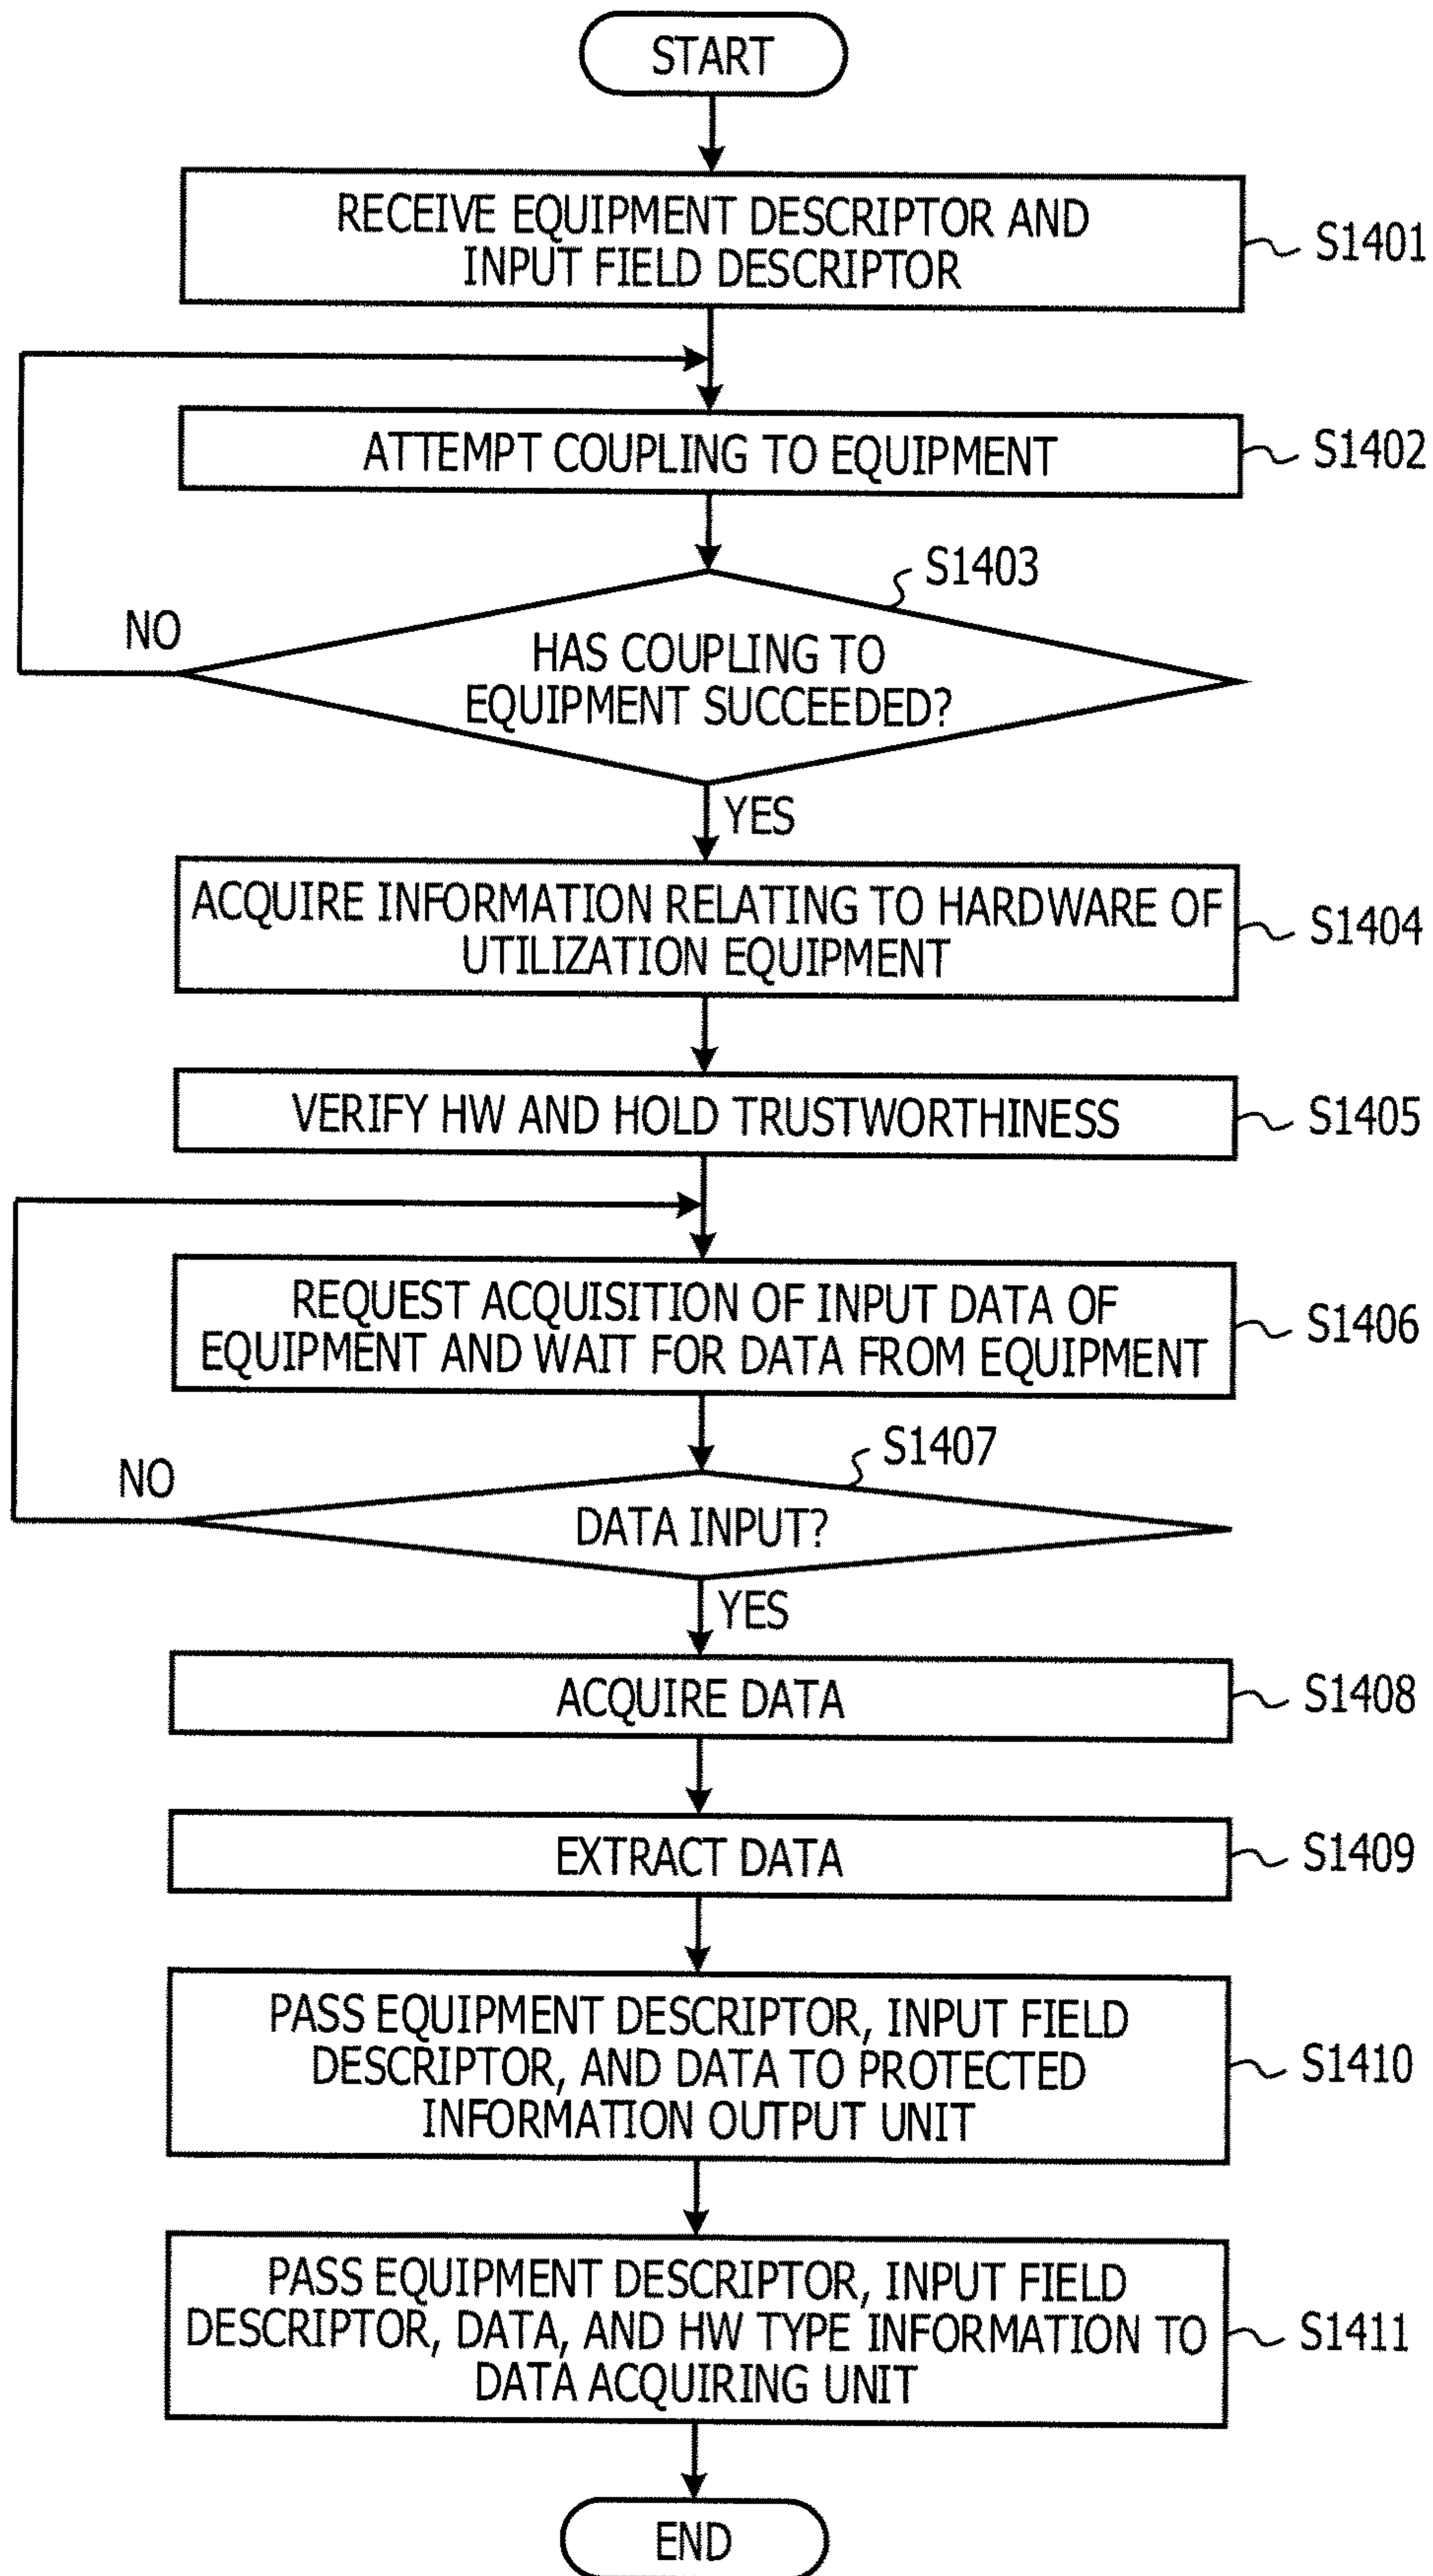 START
RECEIVE EQUIPMENT DESCRIPTOR AND
INPUT FIELD DESCRIPTOR
S1401
ATTEMPT COUPLING TO EQUIPMENT
S1402
S1403
NO
HAS COUPLING TO
EQUIPMENT SUCCEEDED?
YES
ACQUIRE INFORMATION RELATING TO HARDWARE OF
UTILIZATION EQUIPMENT
S1404
VERIFY HW AND HOLD TRUSTWORTHINESS
S1405
REQUEST ACQUISITION OF INPUT DATA OF
EQUIPMENT AND WAIT FOR DATA FROM EQUIPMENT
S1406
S1407
NO
DATA INPUT?
YES
ACQUIRE DATA
S1408
EXTRACT DATA
S1409
PASS EQUIPMENT DESCRIPTOR, INPUT FIELD
DESCRIPTOR, AND DATA TO PROTECTED
INFORMATION OUTPUT UNIT
S1410
PASS EQUIPMENT DESCRIPTOR, INPUT FIELD
DESCRIPTOR, DATA, AND HW TYPE INFORMATION TO
DATA ACQUIRING UNIT
S1411
END